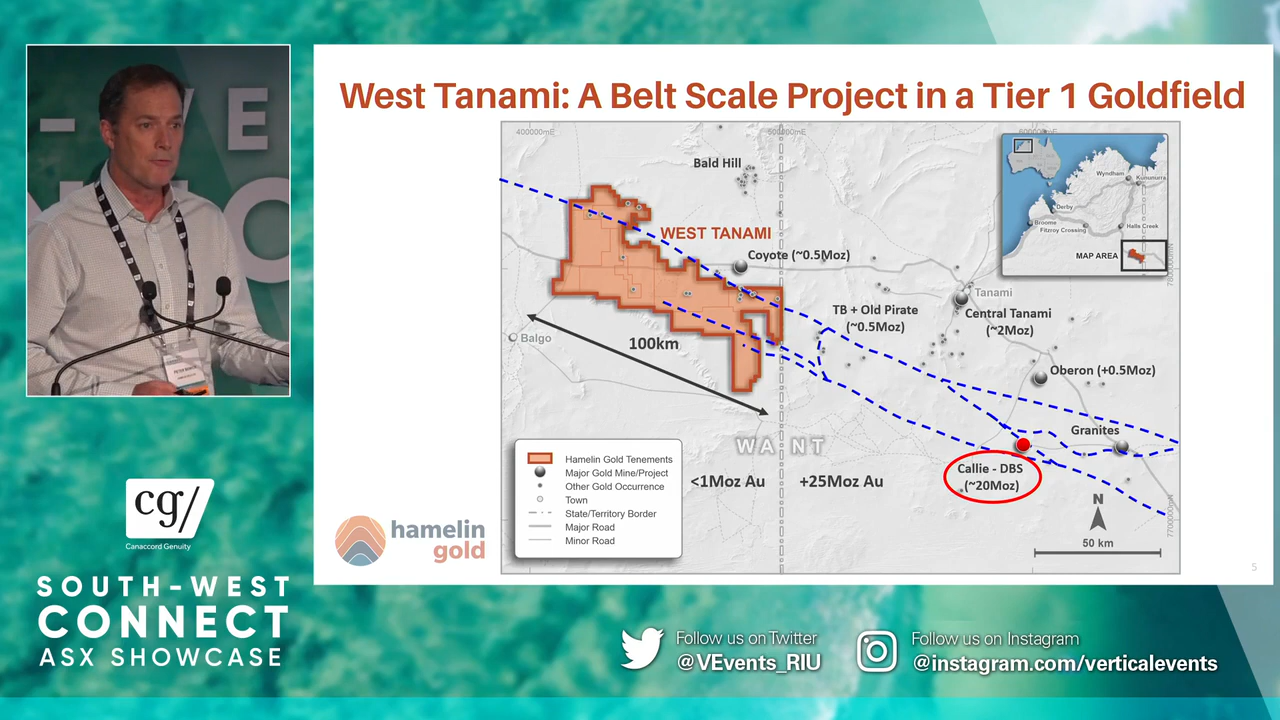 West Tanami: A Belt Scale Project in a Tier 1 Goldfield
400000mE
500000mE
600000mE
Bald Hill
WEST TANAMI
Coyote (~0.5Moz)
Wyndham
Kununurra
Derby
Broome
Fitzroy Crossing
Halls Creek
MAP AREA
Tanami
TB + Old Pirate
(~0.5Moz)
Central Tanami
(~2Moz)
Balgo
100km
Oberon (+0.5Moz)
Granites
WA NT
<1Moz Au
+25Moz Au
Callie - DBS
(~20Moz)
N
50 km
7700000mN
Hamelin Gold Tenements
Major Gold Mine/Project
Other Gold Occurrence
Town
State/Territory Border
Major Road
Minor Road
hamelin
gold
5
cg/
Canaccord Genuity
SOUTH-WEST
CONNECT
ASX SHOWCASE
Follow us on Twitter
@VEvents_RIU
Follow us on Instagram
@instagram.com/verticalevents